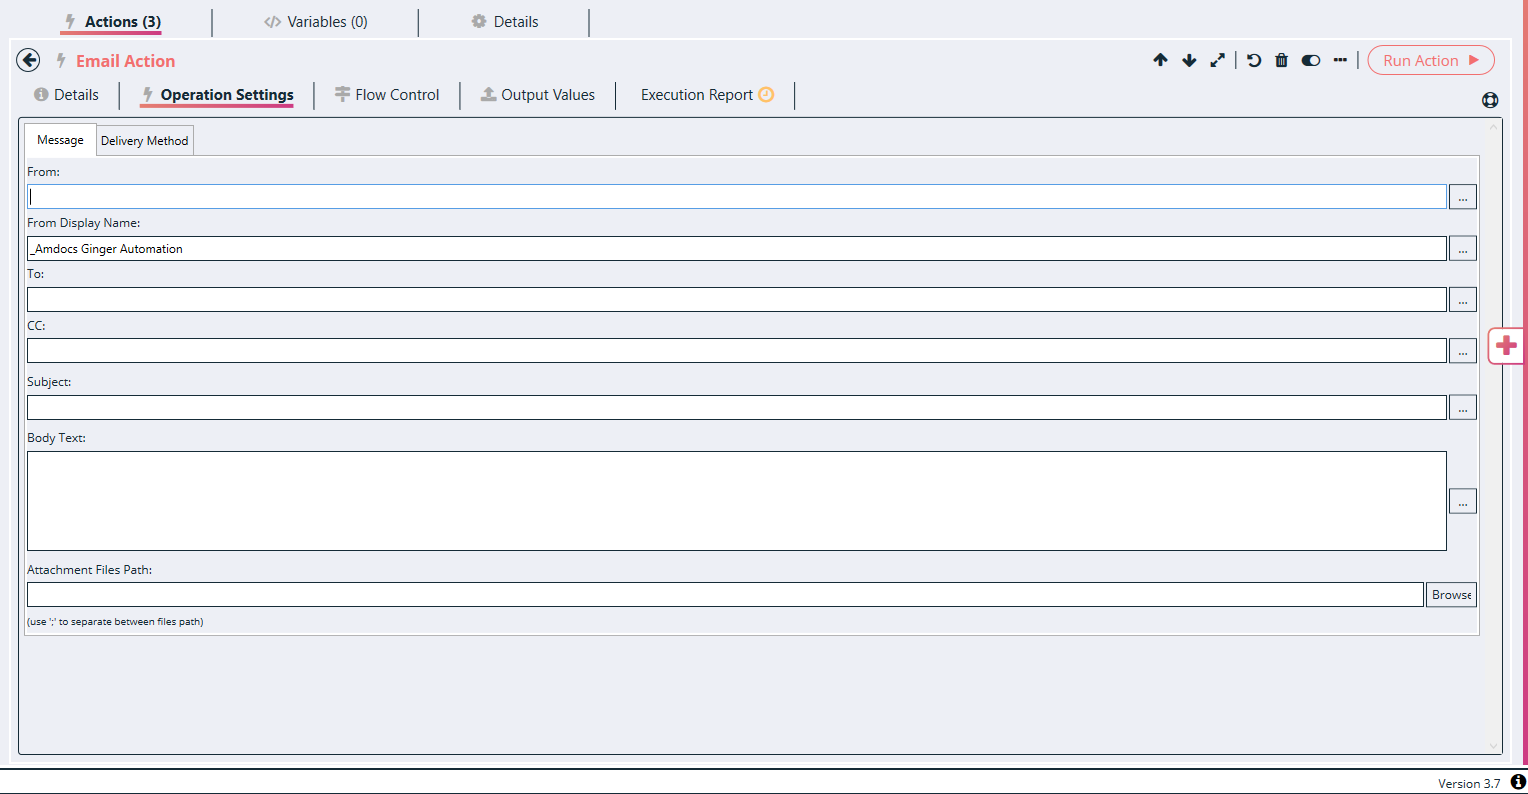 Actions (3) Variables (0) Details
Email Action Run Action
Details Operation Settings Flow Control Output Values Execution Report
Message Delivery Method
From:
...
From Display Name:
_Amdocs Ginger Automation ...
To:
...
CC:
...
Subject:
...
Body Text:
...
Attachment Files Path:
Browse
(use ';' to separate between files path)
Version 3.7